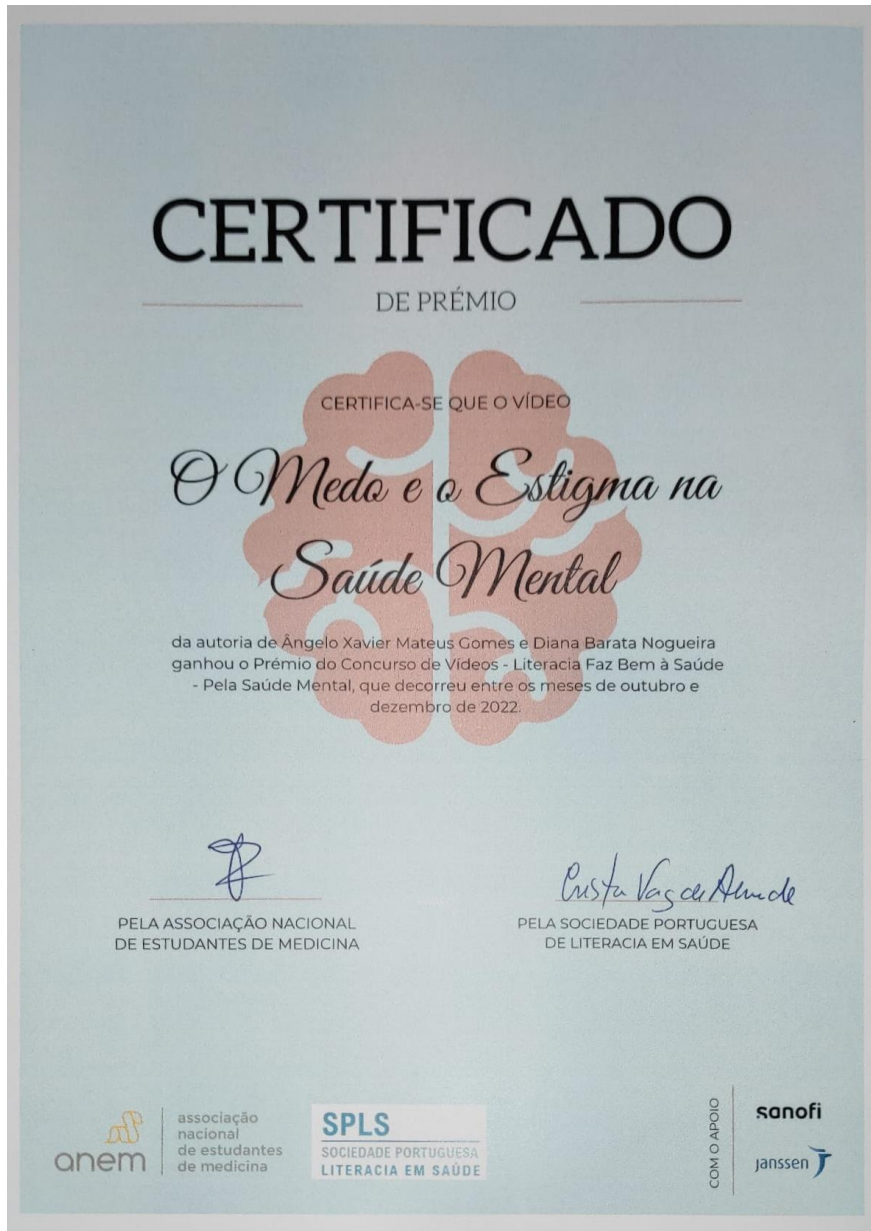 CERTIFICADO
DE PRÉMIO
CERTIFICA-SE QUE O VÍDEO
O Medo e o Estigma na
Saúde Mental
da autoria de Ângelo Xavier Mateus Gomes e Diana Barata Nogueira
ganhou o Prémio do Concurso de Vídeos - Literacia Faz Bem à Saúde
- Pela Saúde Mental, que decorreu entre os meses de outubro e
dezembro de 2022.
PELA ASSOCIAÇÃO NACIONAL
DE ESTUDANTES DE MEDICINA
PELA SOCIEDADE PORTUGUESA
DE LITERACIA EM SAÚDE
anem
associação
nacional
de estudantes
de medicina
SPLS
SOCIEDADE PORTUGUESA
LITERACIA EM SAÚDE
COM O APOIO
sanofi
janssen